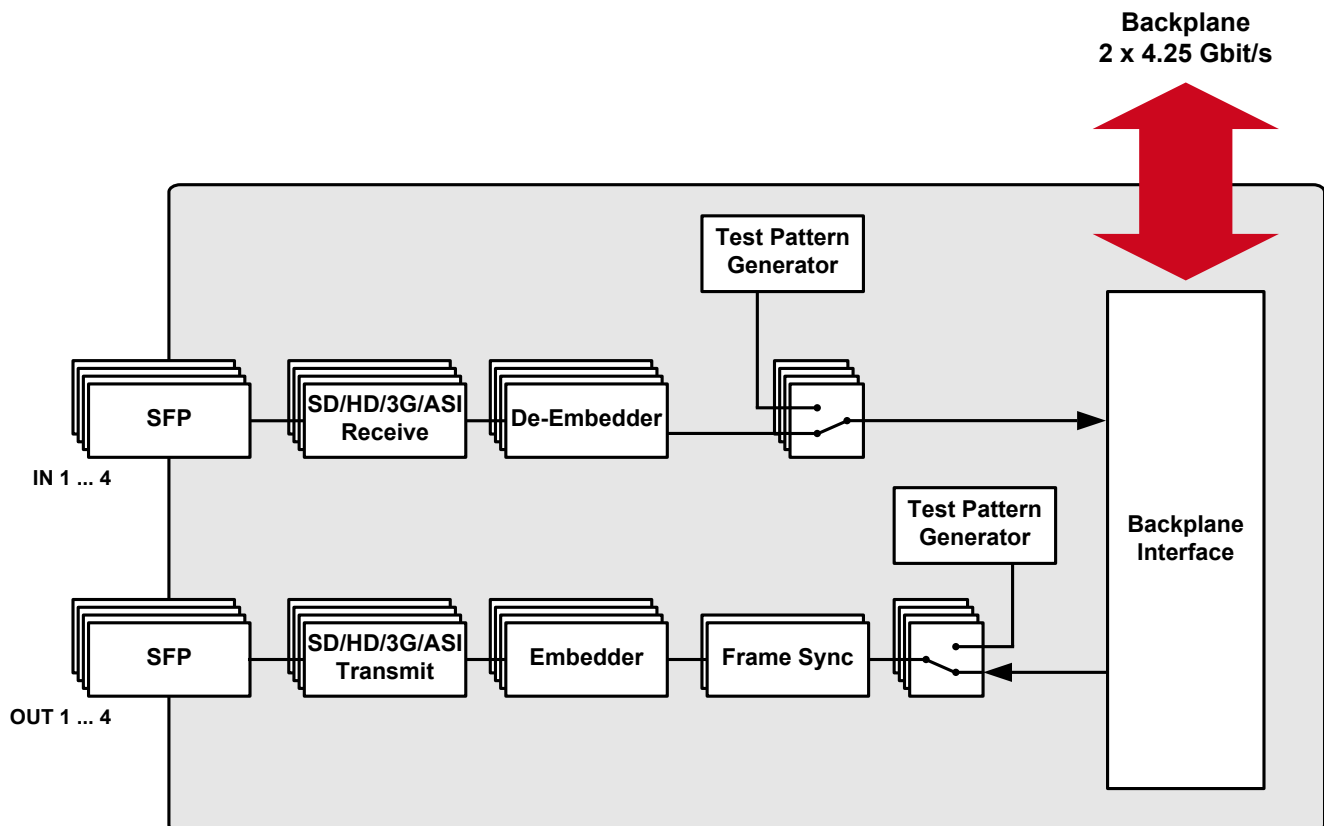 Backplane
2 x 4.25 Gbit/s
Test Pattern
Generator
SFP
SD/HD/3G/ASI
Receive
De-Embedder
IN 1 ... 4
Test Pattern
Generator
Backplane
Interface
SFP
SD/HD/3G/ASI
Transmit
Embedder
Frame Sync
OUT 1 ... 4